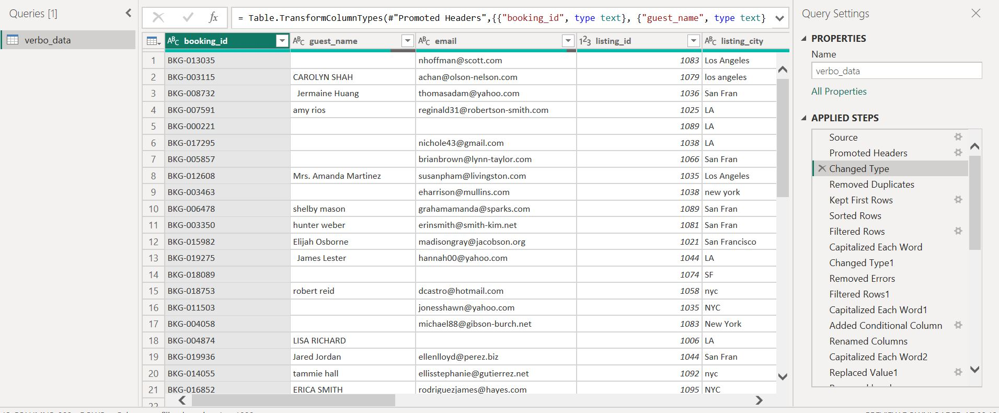 Queries [1]
verbo_data
fx
= Table.TransformColumnTypes(#"Promoted Headers",{{"booking_id", type text}, {"guest_name", type text}
ABC booking_id ABC guest_name ABC email 123 listing_id ABC listing_city
1 BKG-013035 nhoffman@scott.com 1083 Los Angeles
2 BKG-003115 CAROLYN SHAH achan@olson-nelson.com 1079 los angeles
3 BKG-008732 Jermaine Huang thomasadam@yahoo.com 1036 San Fran
4 BKG-007591 amy rios reginald31@robertson-smith.com 1025 LA
5 BKG-000221 1089 LA
6 BKG-017295 nichole43@gmail.com 1038 LA
7 BKG-005857 brianbrown@lynn-taylor.com 1066 San Fran
8 BKG-012608 Mrs. Amanda Martinez susanpham@livingston.com 1035 Los Angeles
9 BKG-003463 eharrison@mullins.com 1038 new york
10 BKG-006478 shelby mason grahamamanda@sparks.com 1089 San Fran
11 BKG-003350 hunter weber erinsmith@smith-kim.net 1081 San Fran
12 BKG-015982 Elijah Osborne madisongray@jacobson.org 1021 San Francisco
13 BKG-019275 James Lester hannah00@yahoo.com 1044 LA
14 BKG-018089 1074 SF
15 BKG-018753 robert reid dcastro@hotmail.com 1058 nyc
16 BKG-011503 jonesshawn@yahoo.com 1035 NYC
17 BKG-004058 michael88@gibson-burch.net 1083 New York
18 BKG-004874 LISA RICHARD 1006 LA
19 BKG-019936 Jared Jordan ellenlloyd@perez.biz 1044 San Fran
20 BKG-014055 tammie hall ellisstephanie@gutierrez.net 1092 nyc
21 BKG-016852 ERICA SMITH rodriguezjames@hayes.com 1095 NYC
22
Query Settings
PROPERTIES
Name
verbo_data
All Properties
APPLIED STEPS
Source
Promoted Headers
Changed Type
Removed Duplicates
Kept First Rows
Sorted Rows
Filtered Rows
Capitalized Each Word
Changed Type1
Removed Errors
Filtered Rows1
Capitalized Each Word1
Added Conditional Column
Renamed Columns
Capitalized Each Word2
Replaced Value1